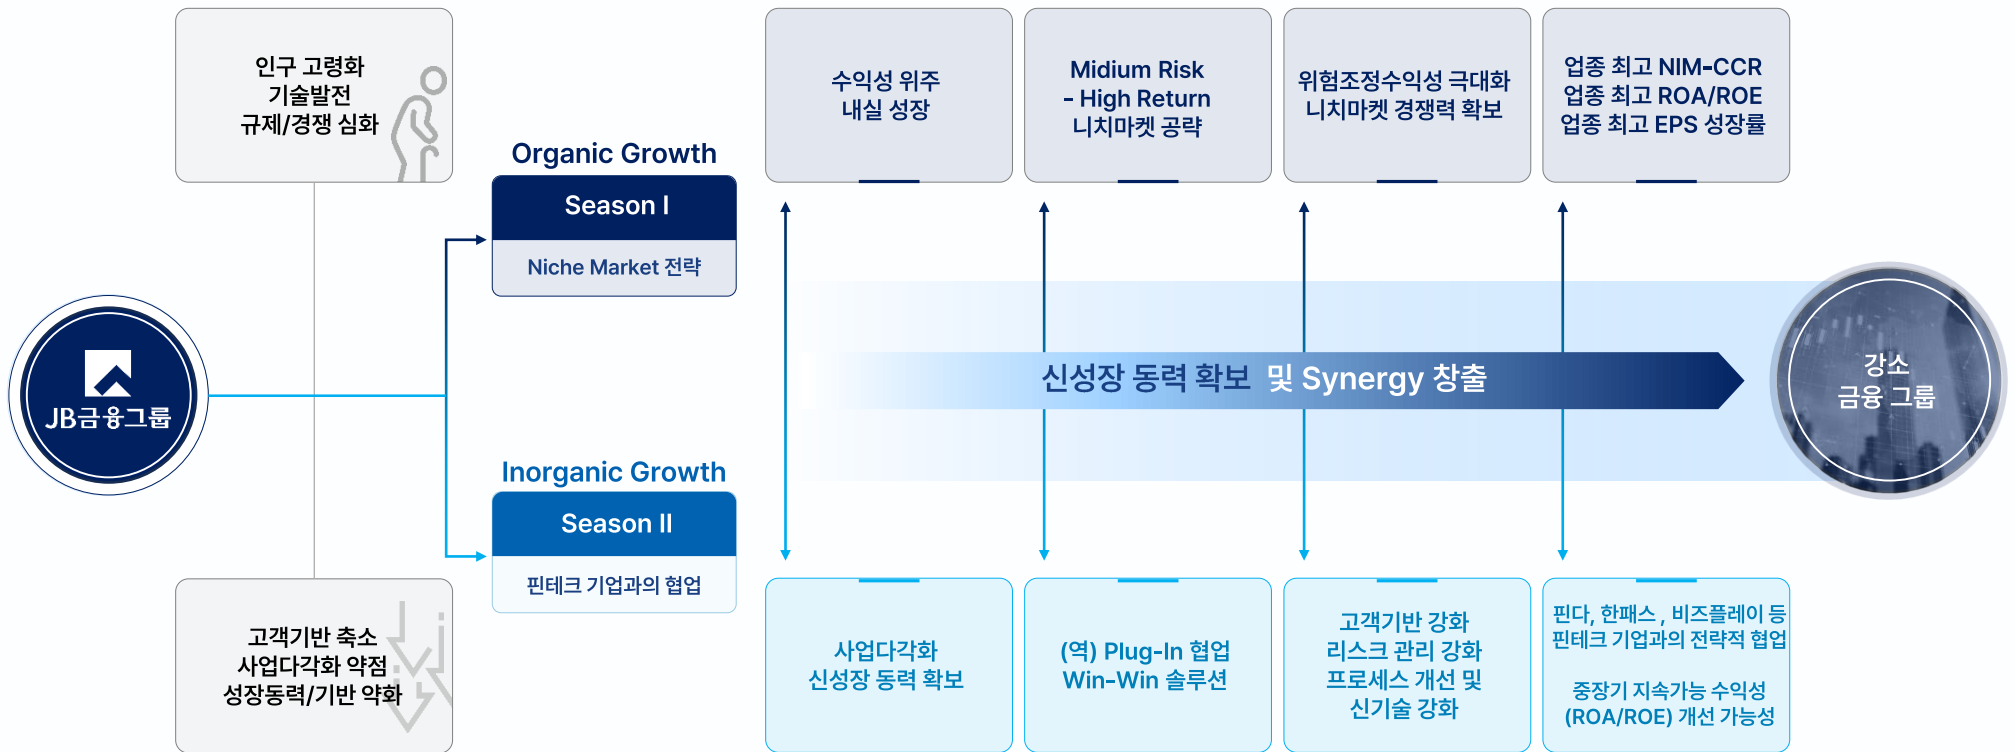 인구 고령화
기술발전
규제/경쟁 심화
JB금융그룹
고객기반 축소
사업다각화 약점
성장동력/기반 약화
Organic Growth
Season I
Niche Market 전략
수익성 위주
내실 성장
Midium Risk
- High Return
니치마켓 공략
위험조정수익성 극대화
니치마켓 경쟁력 확보
업종 최고 NIM-CCR
업종 최고 ROA/ROE
업종 최고 EPS 성장률
신성장 동력 확보 및 Synergy 창출
강소
금융 그룹
Inorganic Growth
Season II
핀테크 기업과의 협업
사업다각화
신성장 동력 확보
(역) Plug-In 협업
Win-Win 솔루션
고객기반 강화
리스크 관리 강화
프로세스 개선 및
신기술 강화
핀다, 한패스 , 비즈플레이 등
핀테크 기업과의 전략적 협업
중장기 지속가능 수익성
(ROA/ROE) 개선 가능성